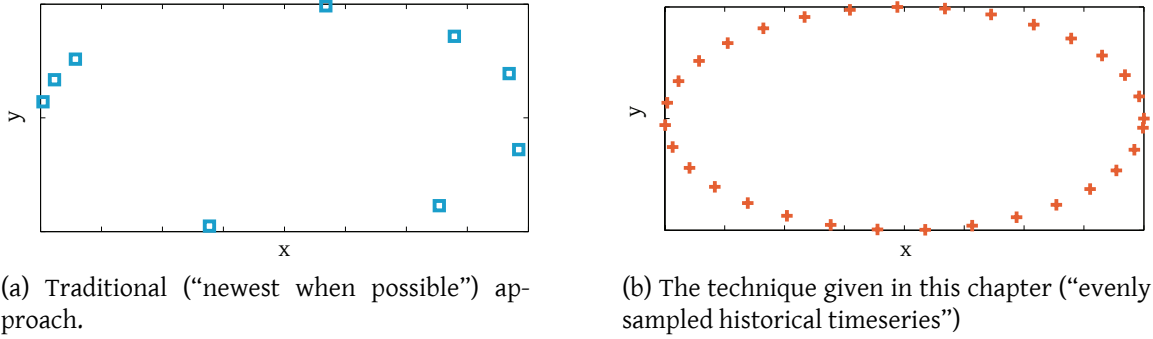 y
x
(a) Traditional (“newest when possible”) ap-
proach.
y
x
(b) The technique given in this chapter (“evenly
sampled historical timeseries”)